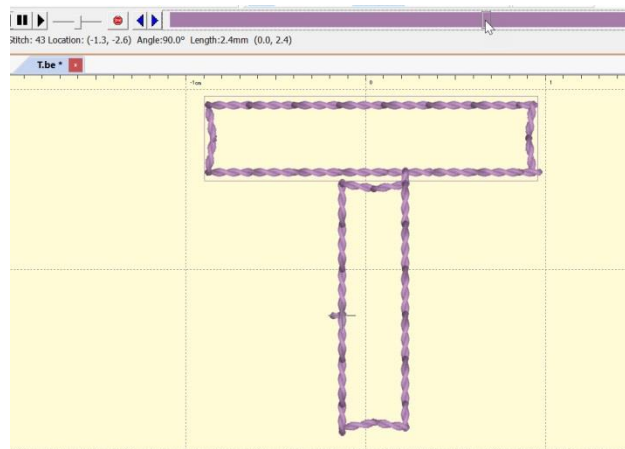 Stitch: 43 Location: (-1.3, -2.6) Angle:90.0° Length:2.4mm (0.0, 2.4)
T.be *
-1cm 0 1